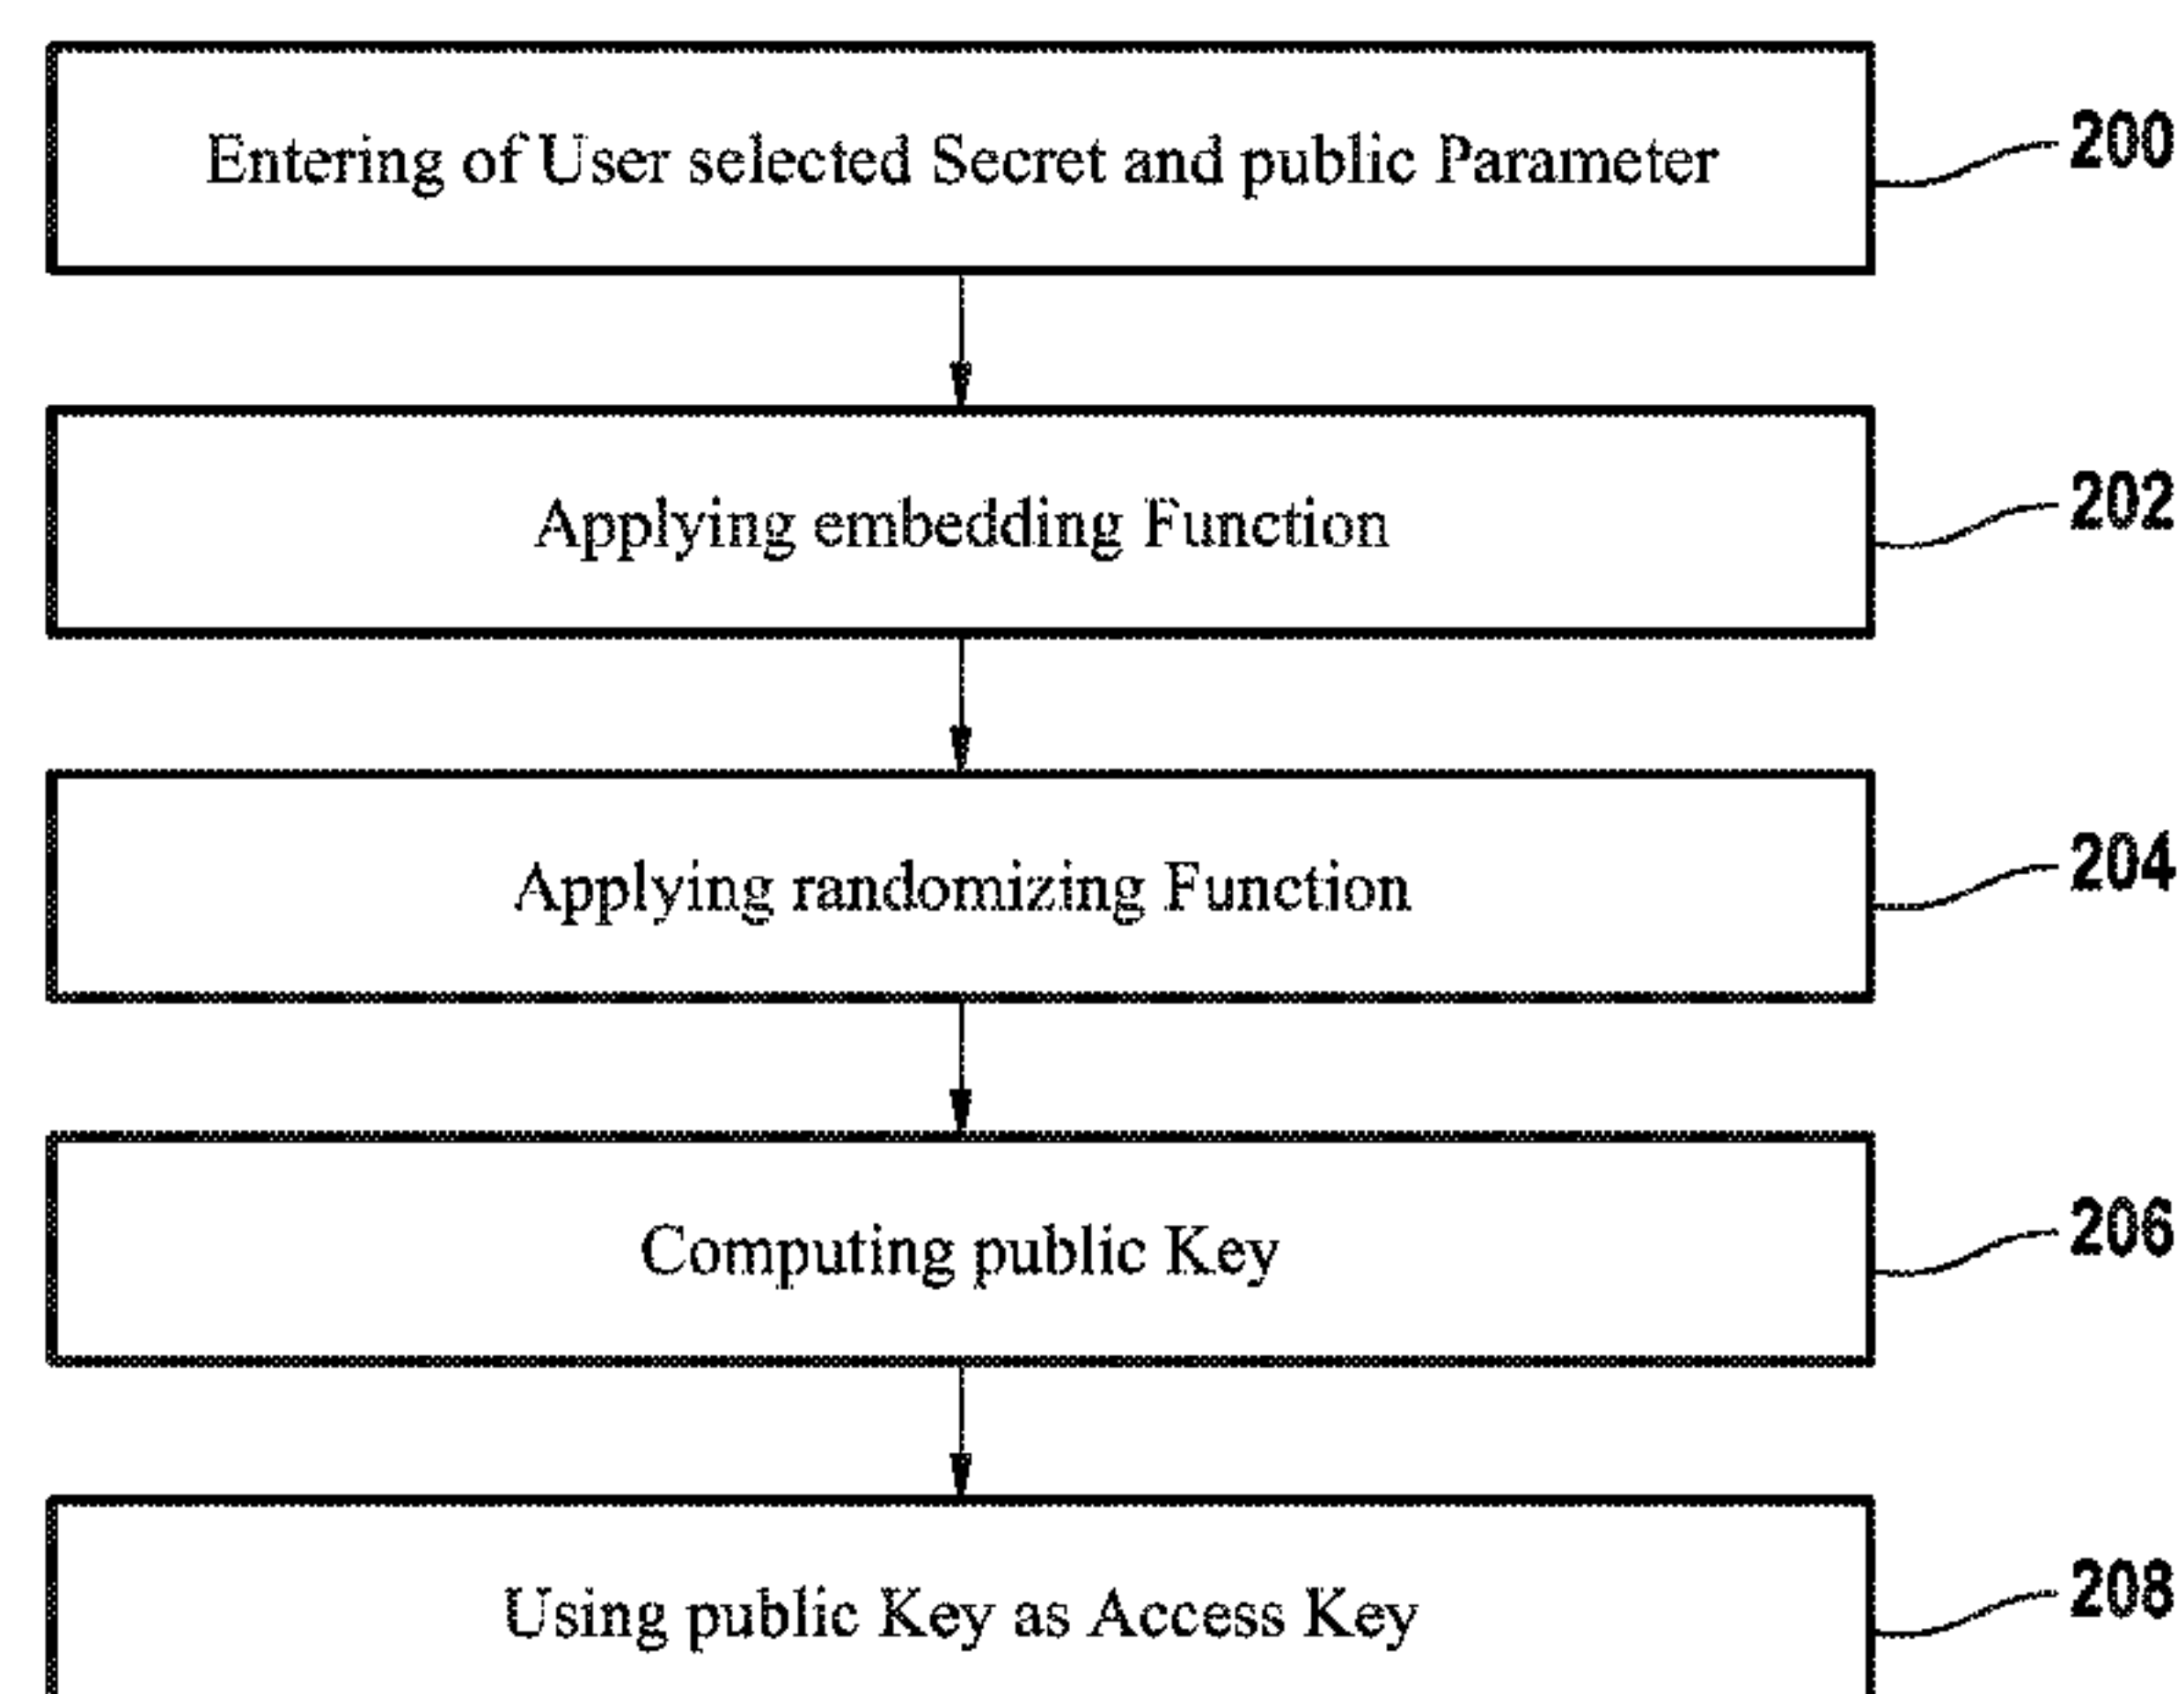 Entering of User selected Secret and public Parameter
200
Applying embedding Function
202
Applying randomizing Function
204
Computing public Key
206
Using public Key as Access Key
208